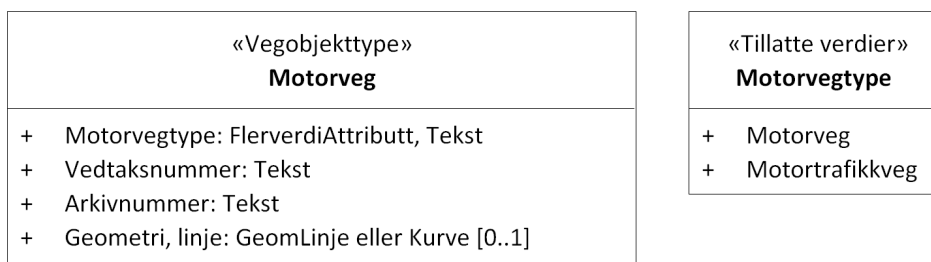 «Vegobjekttype»
Motorveg
+ Motorvegtype: FlerverdiAttributt, Tekst
+ Vedtaksnummer: Tekst
+ Arkivnummer: Tekst
+ Geometri, linje: GeomLinje eller Kurve [0..1]
«Tillatte verdier»
Motorvegtype
+ Motorveg
+ Motortrafikkveg